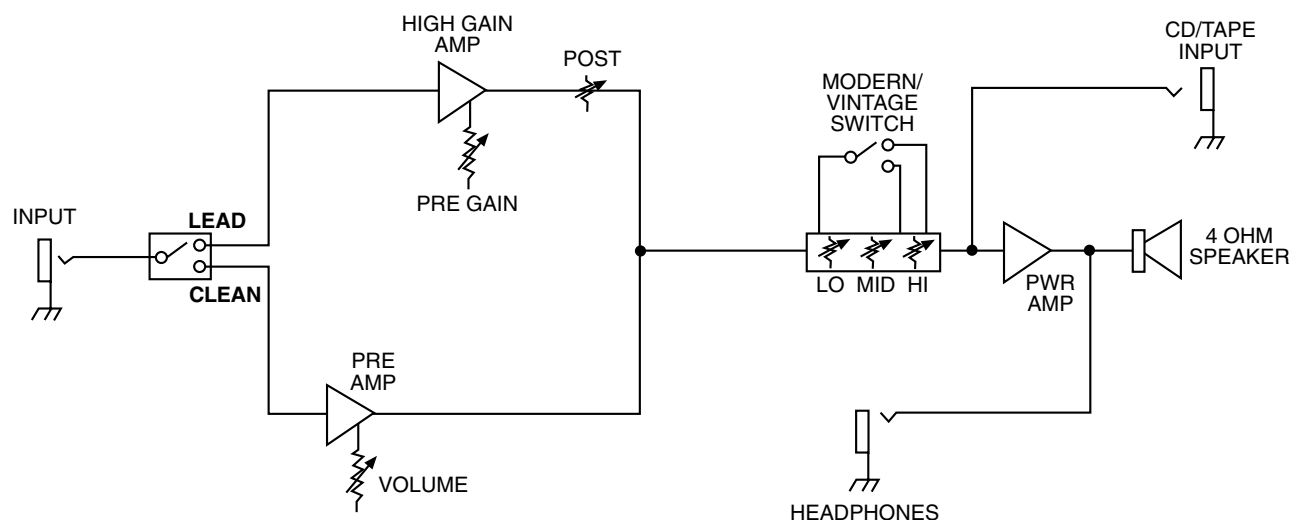 HIGH GAIN
AMP
POST
PRE GAIN
CD/TAPE
INPUT
MODERN/
VINTAGE
SWITCH
INPUT
LEAD
CLEAN
LO MID HI
PWR
AMP
4 OHM
SPEAKER
PRE
AMP
VOLUME
HEADPHONES